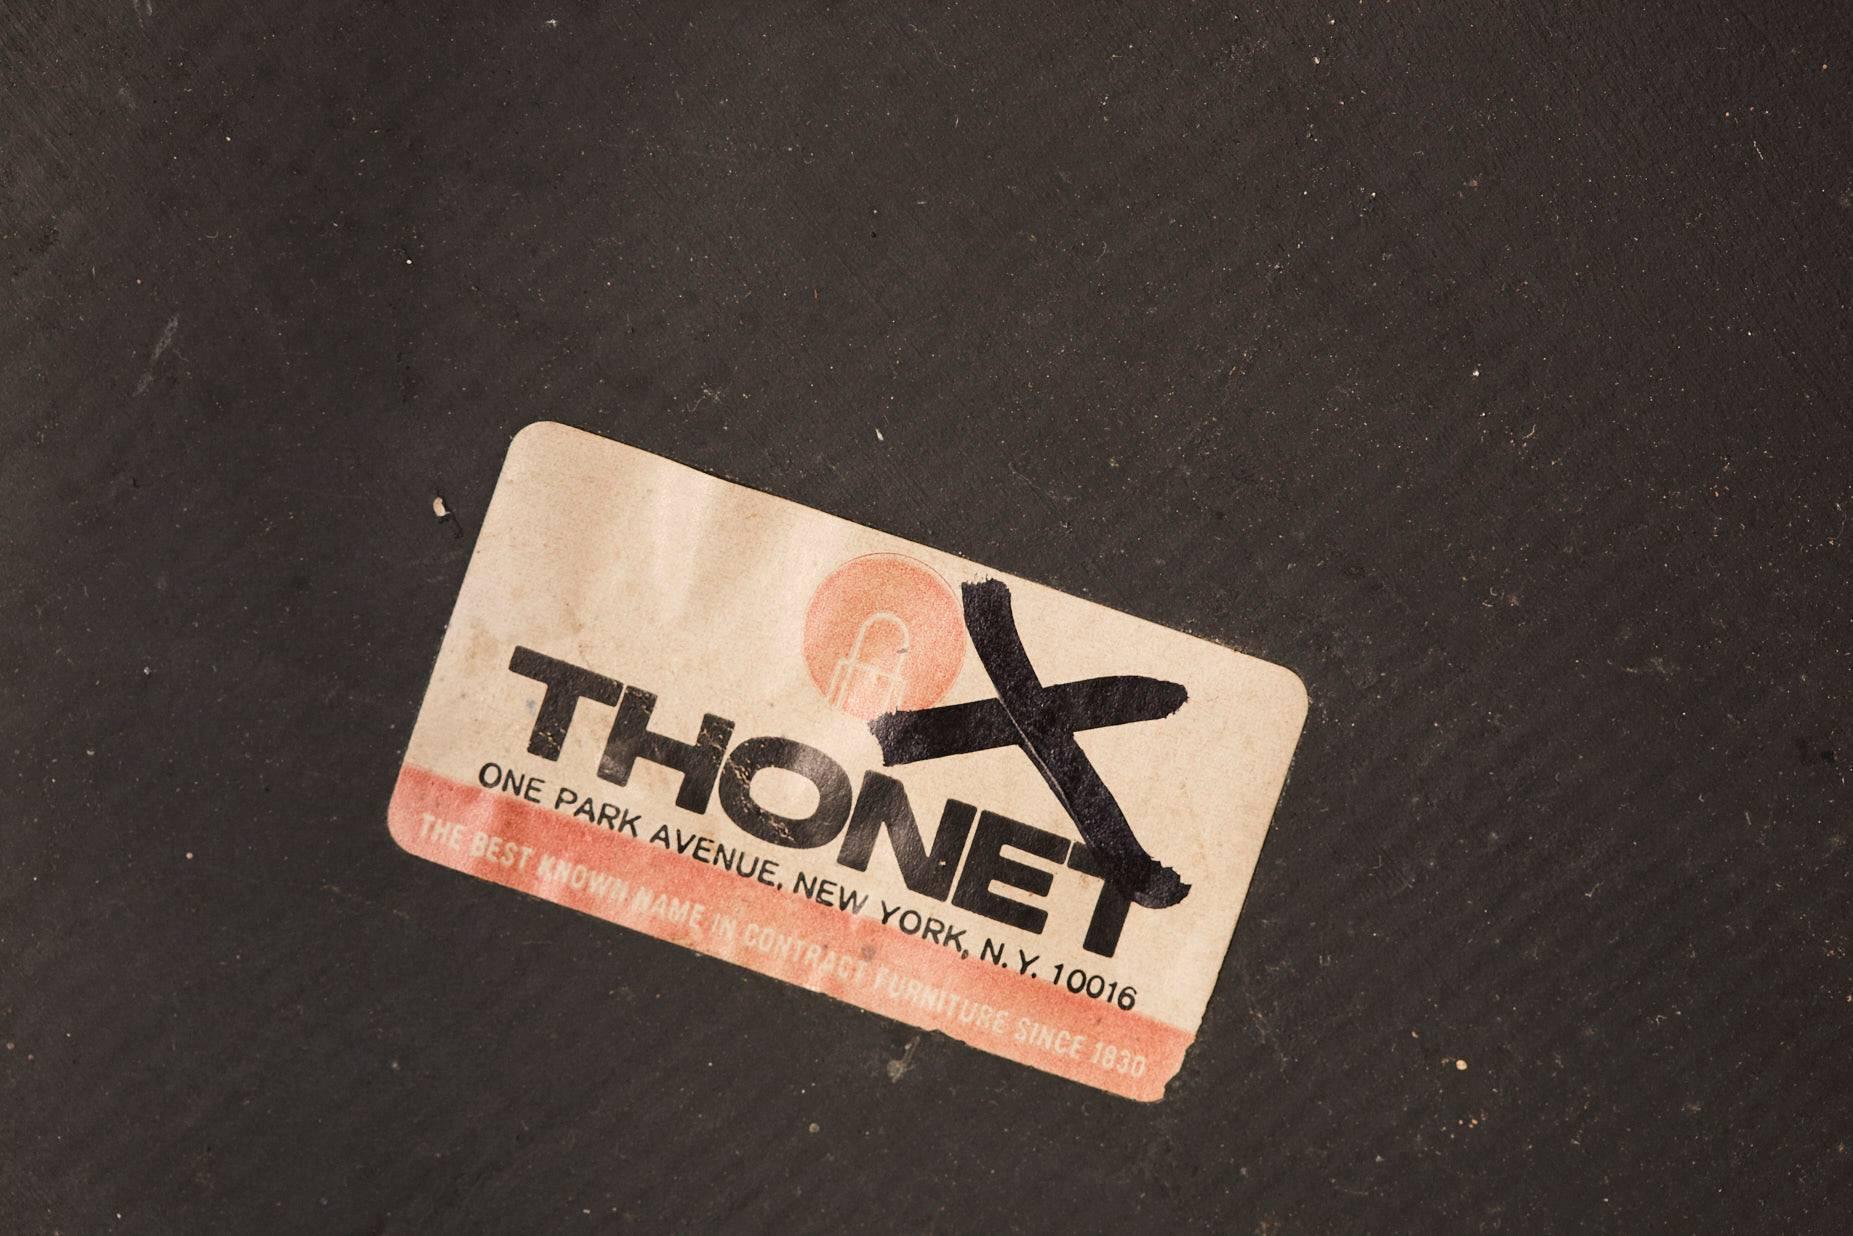 THONET
ONE PARK AVENUE, NEW YORK, N.Y. 10016
THE BEST KNOWN NAME IN CONTRACT FURNITURE SINCE 1830